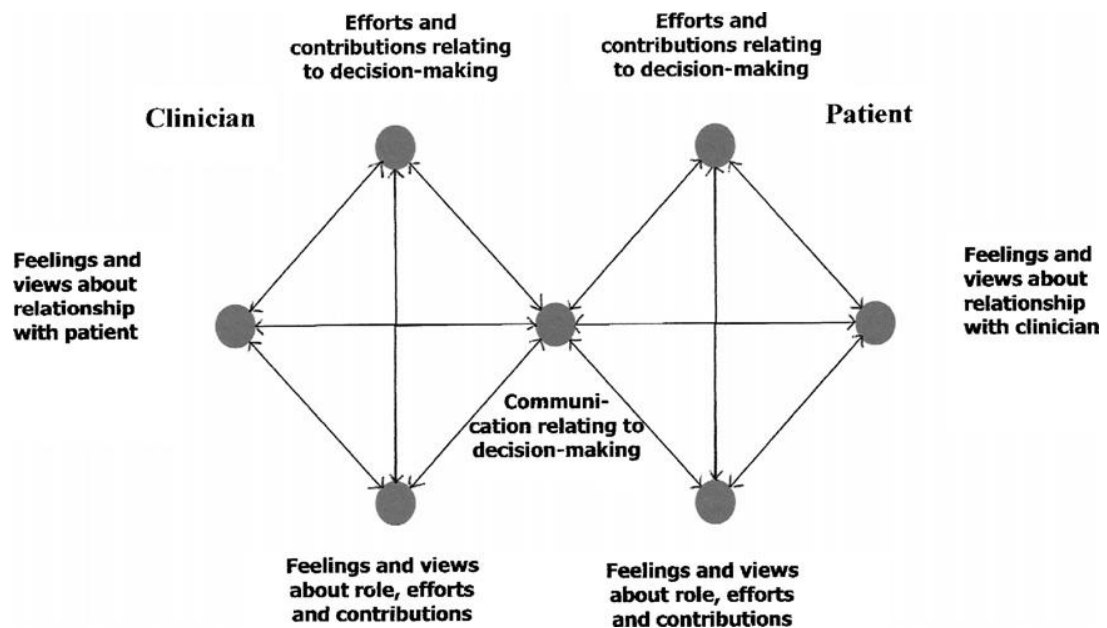 Efforts and
contributions relating
to decision-making
Efforts and
contributions relating
to decision-making
Clinician
Patient
Feelings and
views about
relationship
with patient
Feelings and
views about
relationship
with clinician
Communi-
cation relating to
decision-making
Feelings and views
about role, efforts
and contributions
Feelings and views
about role, efforts
and contributions